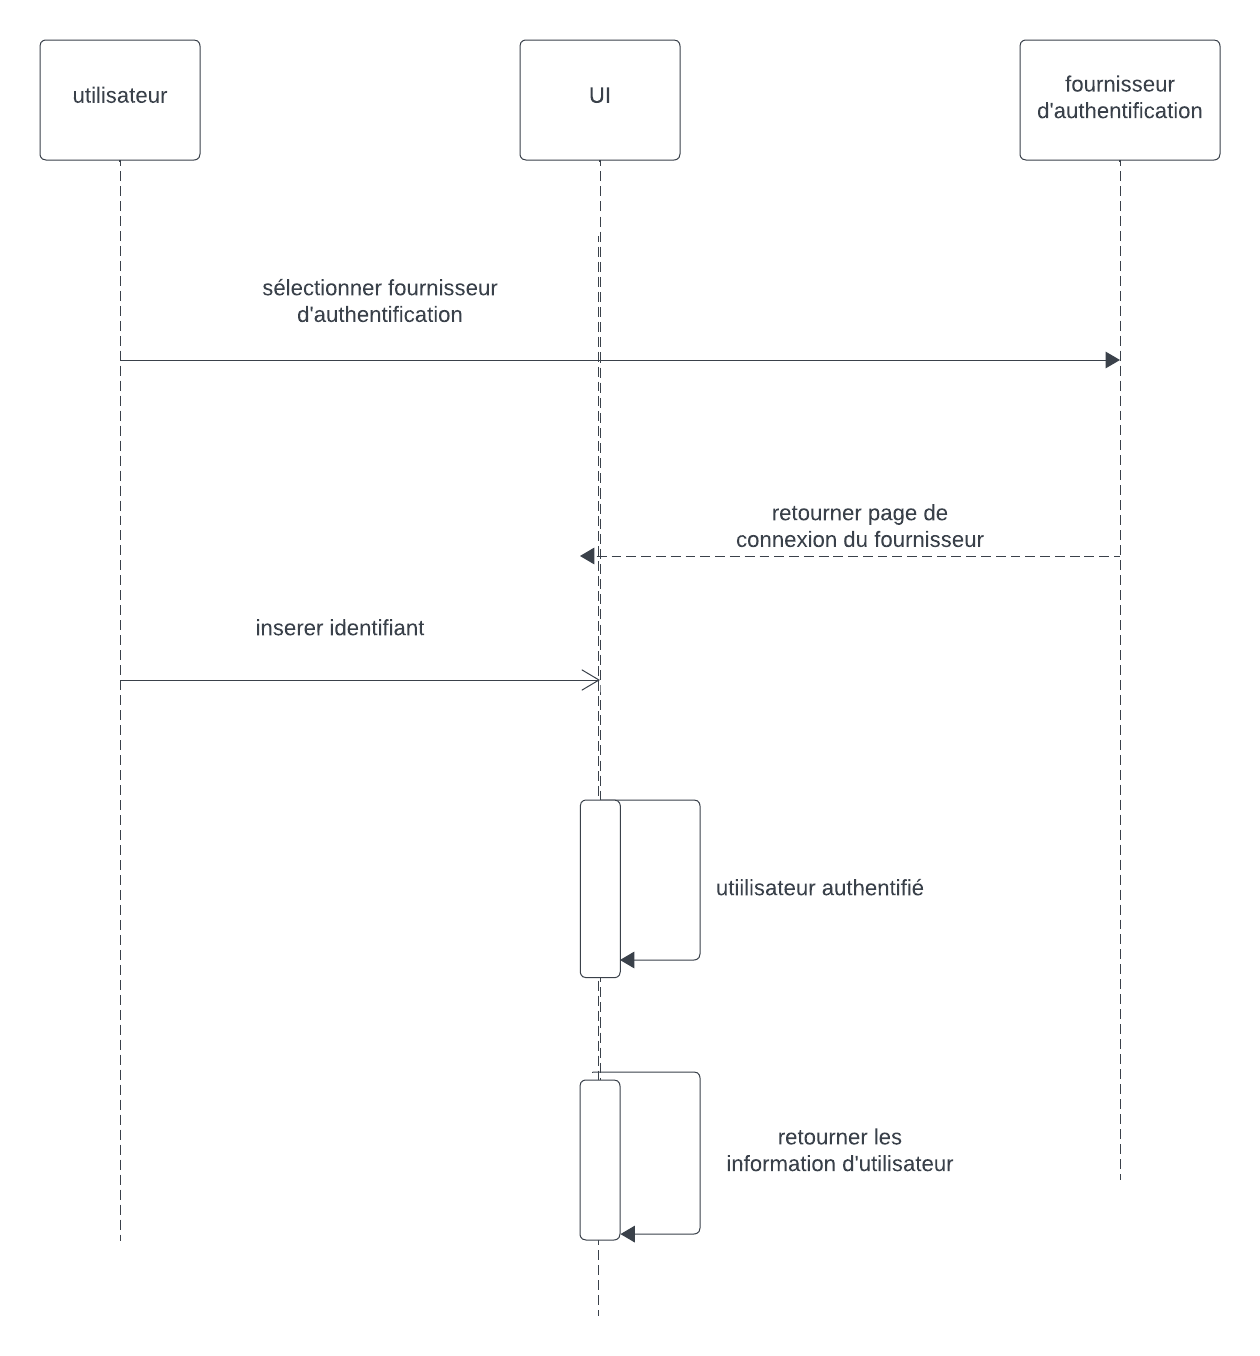 utilisateur
UI
fournisseur
d'authentification
sélectionner fournisseur
d'authentification
retourner page de
connexion du fournisseur
inserer identifiant
utiilisateur authentifié
retourner les
information d'utilisateur